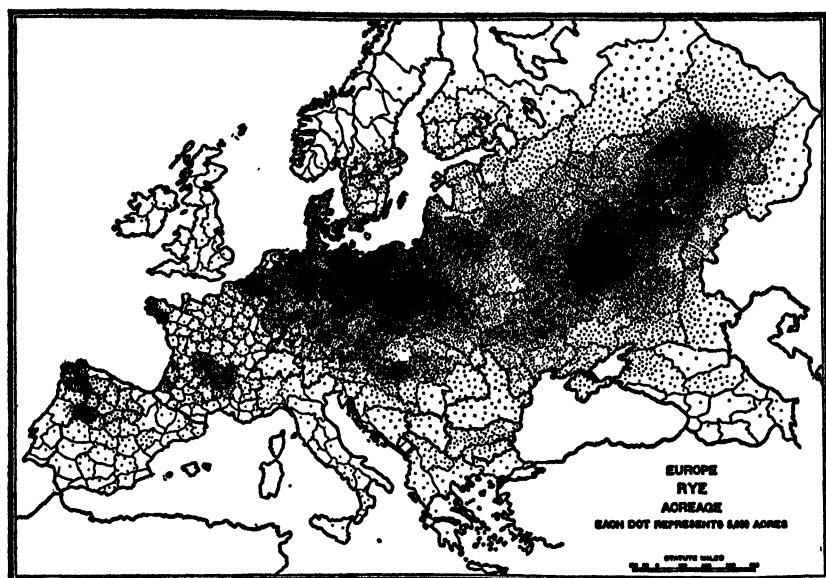 EUROPE
RYE
ACREAGE
EACH DOT REPRESENTS 5,000 ACRES
STATUTE MILES